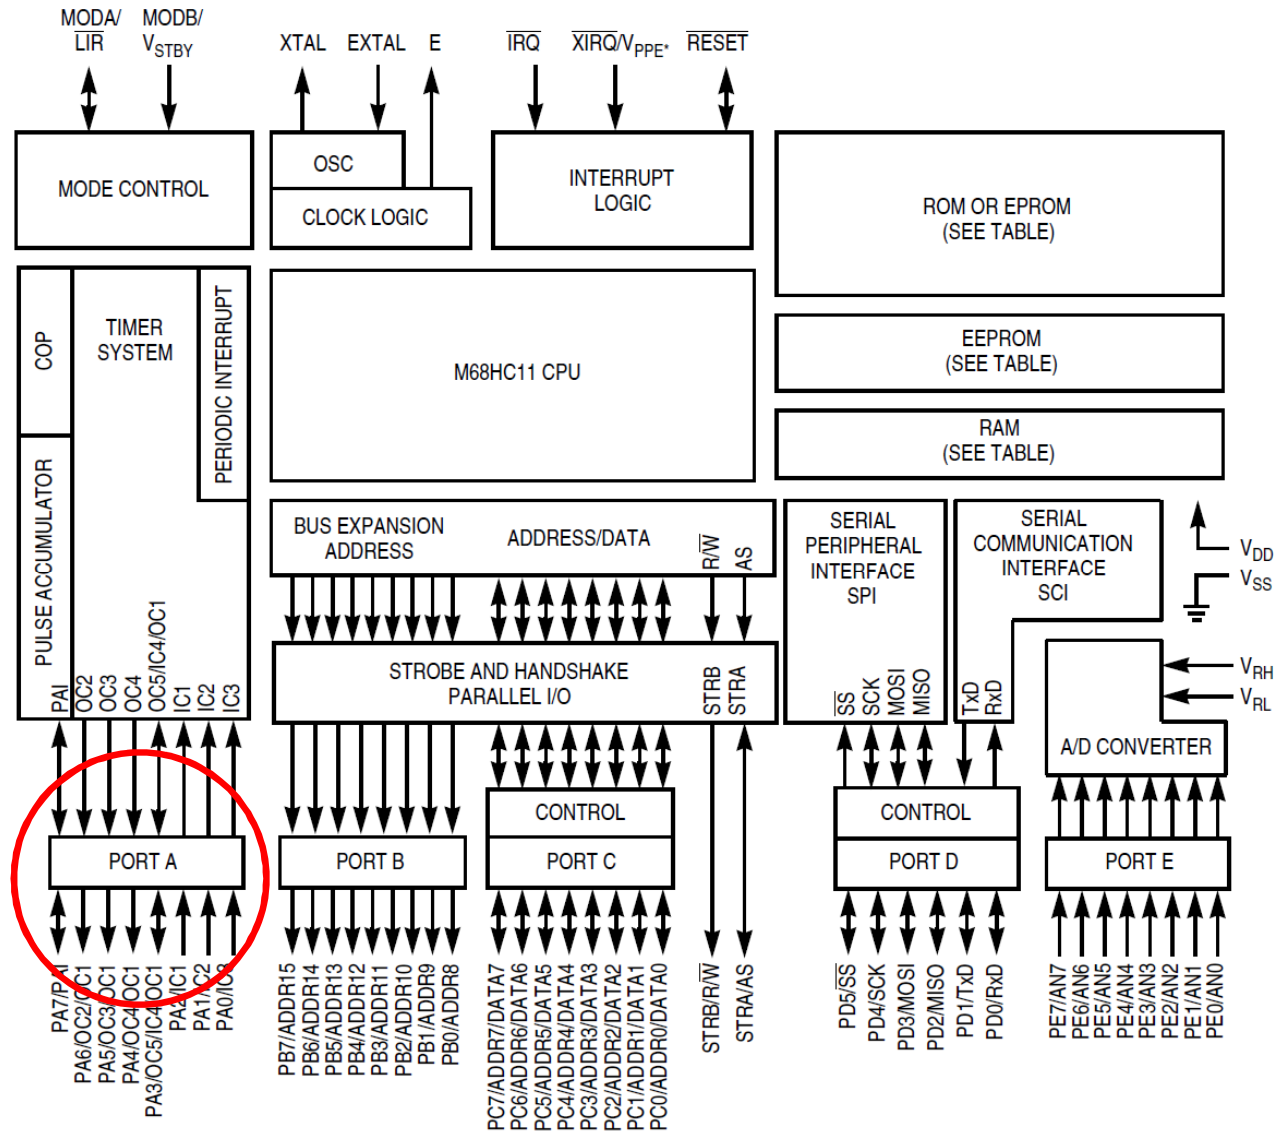 MODA/
LIR
MODB/
VSTBY
XTAL
EXTAL
E
IRQ
XIRQ/VPPE*
RESET
MODE CONTROL
OSC
CLOCK LOGIC
INTERRUPT
LOGIC
ROM OR EPROM
(SEE TABLE)
COP
TIMER
SYSTEM
PERIODIC INTERRUPT
M68HC11 CPU
EEPROM
(SEE TABLE)
RAM
(SEE TABLE)
PULSE ACCUMULATOR
BUS EXPANSION
ADDRESS
ADDRESS/DATA
R/W
AS
SERIAL
PERIPHERAL
INTERFACE
SPI
SERIAL
COMMUNICATION
INTERFACE
SCI
VDD
VSS
PAI
OC2
OC3
OC4
OC5/IC4/OC1
IC1
IC2
IC3
STROBE AND HANDSHAKE
PARALLEL I/O
STRB
STRA
SS
SCK
MOSI
MISO
TxD
RxD
VRH
VRL
A/D CONVERTER
CONTROL
CONTROL
PORT A
PORT B
PORT C
PORT D
PORT E
PA7/PAI
PA6/OC2/OC1
PA5/OC3/OC1
PA4/OC4/OC1
PA3/OC5/IC4/OC1
PA2/IC1
PA1/IC2
PA0/IC3
PB7/ADDR15
PB6/ADDR14
PB5/ADDR13
PB4/ADDR12
PB3/ADDR11
PB2/ADDR10
PB1/ADDR9
PB0/ADDR8
PC7/ADDR7/DATA7
PC6/ADDR6/DATA6
PC5/ADDR5/DATA5
PC4/ADDR4/DATA4
PC3/ADDR3/DATA3
PC2/ADDR2/DATA2
PC1/ADDR1/DATA1
PC0/ADDR0/DATA0
STRB/R/W
STRA/AS
PD5/SS
PD4/SCK
PD3/MOSI
PD2/MISO
PD1/TxD
PD0/RxD
PE7/AN7
PE6/AN6
PE5/AN5
PE4/AN4
PE3/AN3
PE2/AN2
PE1/AN1
PE0/AN0